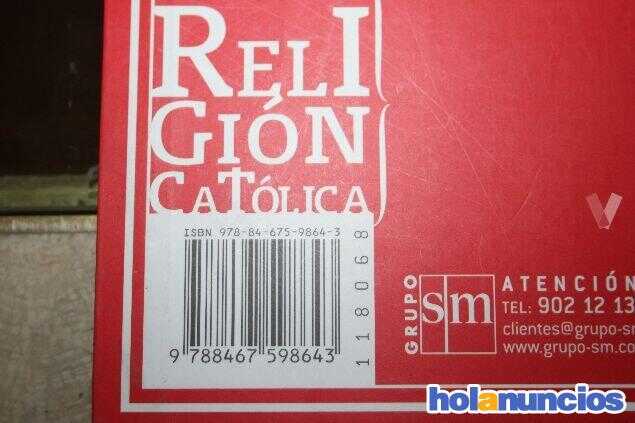 RELI
GIÓN
CATÓLICA
ISBN 978-84-675-9864-3
9 788467 598643
118068
GRUPO
sm
ATENCIÓN
TEL: 902 12 13
clientes@grupo-sm
www.grupo-sm.co
holanuncios